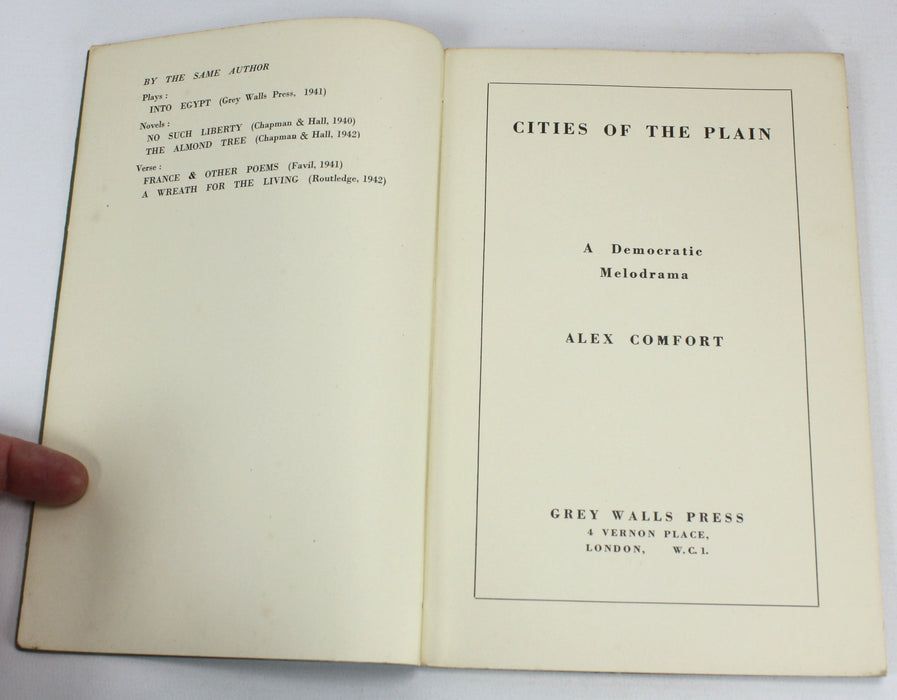 BY THE SAME AUTHOR
Plays :
INTO EGYPT (Grey Walls Press, 1941)
Novels :
NO SUCH LIBERTY (Chapman & Hall, 1940)
THE ALMOND TREE (Chapman & Hall, 1942)
Verse :
FRANCE & OTHER POEMS (Favil, 1941)
A WREATH FOR THE LIVING (Routledge, 1942)
CITIES OF THE PLAIN
A Democratic
Melodrama
ALEX COMFORT
GREY WALLS PRESS
4 VERNON PLACE,
LONDON, W.C.1.